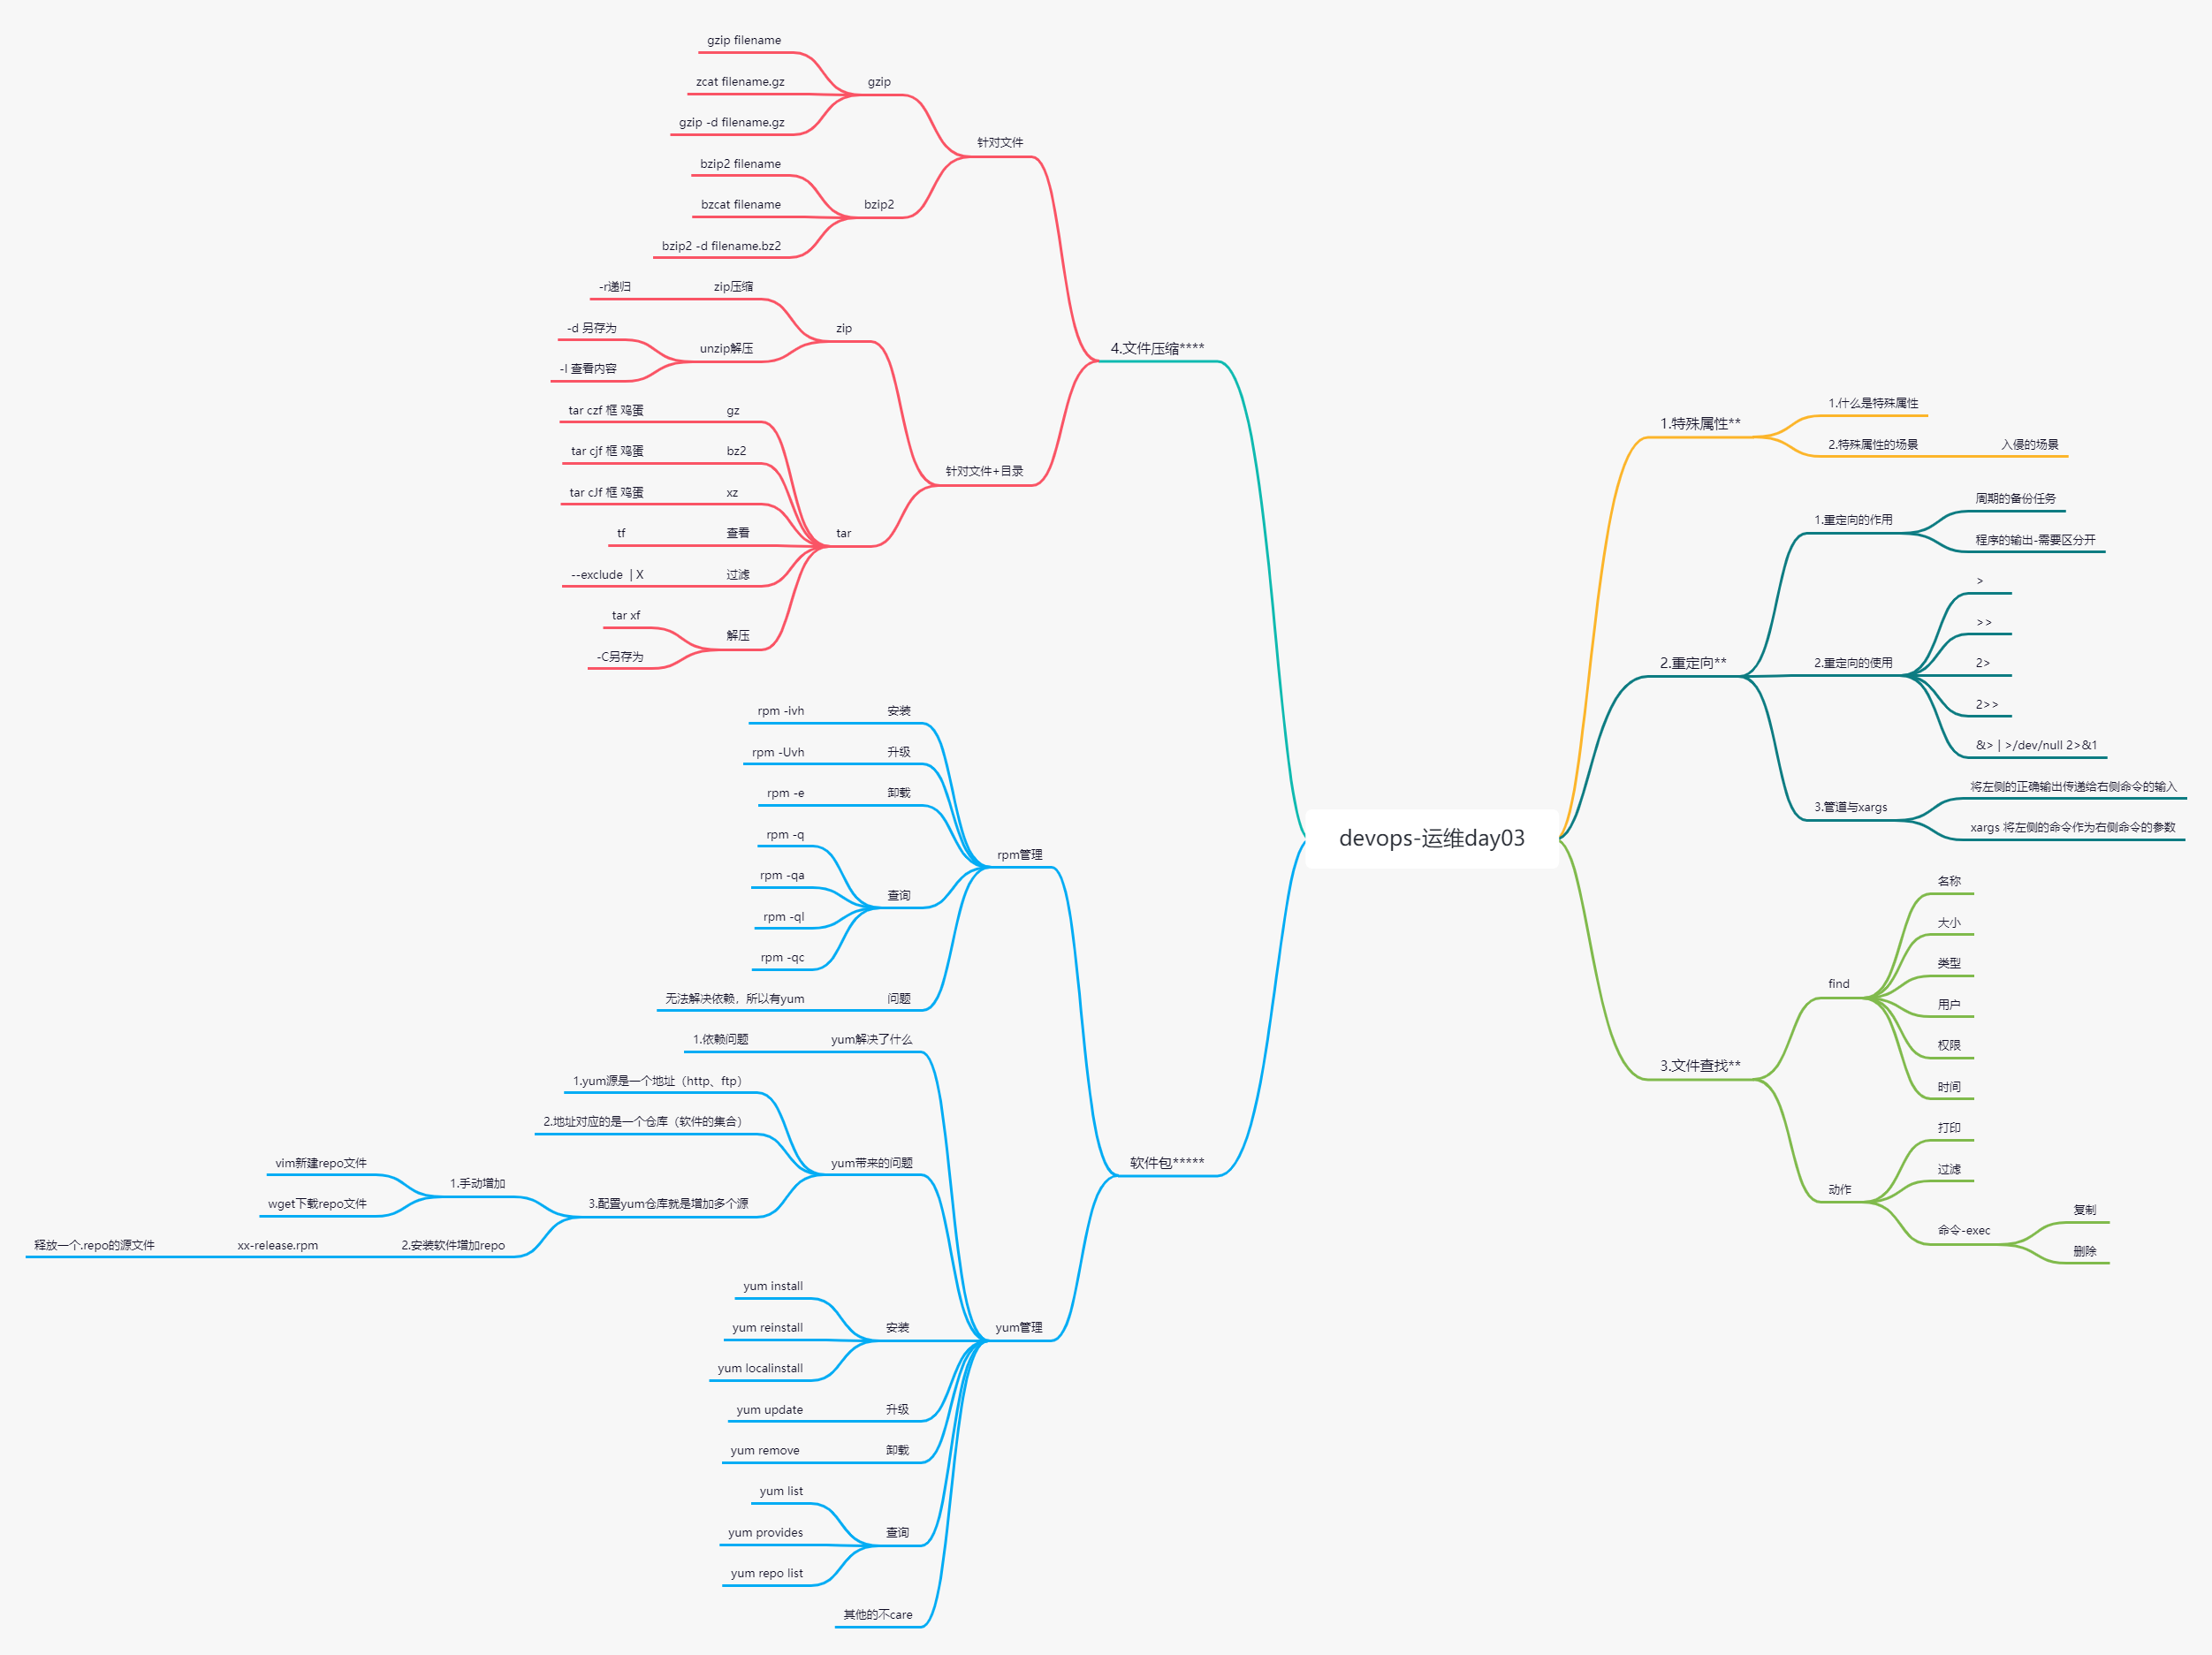 devops-运维day03
1.特殊属性**
1.什么是特殊属性
2.特殊属性的场景
入侵的场景
2.重定向**
1.重定向的作用
周期的备份任务
程序的输出-需要区分开
2.重定向的使用
>
>>
2>
2>>
&> | >/dev/null 2>&1
3.管道与xargs
将左侧的正确输出传递给右侧命令的输入
xargs 将左侧的命令作为右侧命令的参数
3.文件查找**
find
名称
大小
类型
用户
权限
时间
动作
打印
过滤
命令-exec
复制
删除
4.文件压缩****
针对文件
gzip
gzip filename
zcat filename.gz
gzip -d filename.gz
bzip2
bzip2 filename
bzcat filename
bzip2 -d filename.bz2
针对文件+目录
zip
zip压缩
-r递归
unzip解压
-d 另存为
-l 查看内容
tar
gz
tar czf 框 鸡蛋
bz2
tar cjf 框 鸡蛋
xz
tar cJf 框 鸡蛋
查看
tf
过滤
--exclude | X
解压
tar xf
-C另存为
软件包*****
rpm管理
安装
rpm -ivh
升级
rpm -Uvh
卸载
rpm -e
查询
rpm -q
rpm -qa
rpm -ql
rpm -qc
问题
无法解决依赖，所以有yum
yum管理
yum解决了什么
1.依赖问题
yum带来的问题
1.yum源是一个地址（http、ftp）
2.地址对应的是一个仓库（软件的集合）
3.配置yum仓库就是增加多个源
1.手动增加
vim新建repo文件
wget下载repo文件
2.安装软件增加repo
xx-release.rpm
释放一个.repo的源文件
安装
yum install
yum reinstall
yum localinstall
升级
yum update
卸载
yum remove
查询
yum list
yum provides
yum repo list
其他的不care